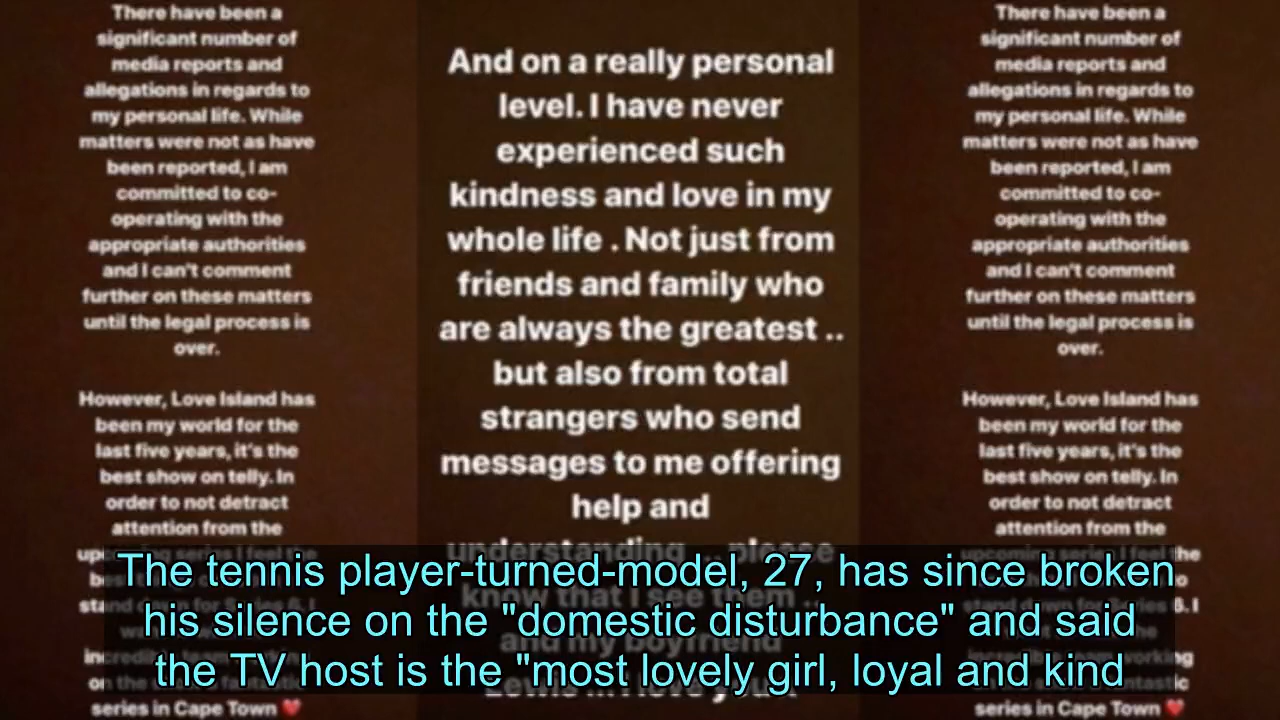 There have been a
significant number of
media reports and
allegations in regards to
my personal life. While
matters were not as have
been reported, I am
committed to co-
operating with the
appropriate authorities
and I can't comment
further on these matters
until the legal process is
over.
However, Love Island has
been my world for the
last five years, it's the
best show on telly. In
order to not detract
attention from the
upcoming series I feel the
series in Cape Town ❤️
And on a really personal
level. I have never
experienced such
kindness and love in my
whole life . Not just from
friends and family who
are always the greatest ..
but also from total
strangers who send
messages to me offering
help and
understanding ... please
know that I see them ..
and my boyfriend
There have been a
significant number of
media reports and
allegations in regards to
my personal life. While
matters were not as have
been reported, I am
committed to co-
operating with the
appropriate authorities
and I can't comment
further on these matters
until the legal process is
over.
However, Love Island has
been my world for the
last five years, it's the
best show on telly. In
order to not detract
attention from the
upcoming series I feel the
series in Cape Town ❤️
The tennis player-turned-model, 27, has since broken
his silence on the "domestic disturbance" and said
the TV host is the "most lovely girl, loyal and kind